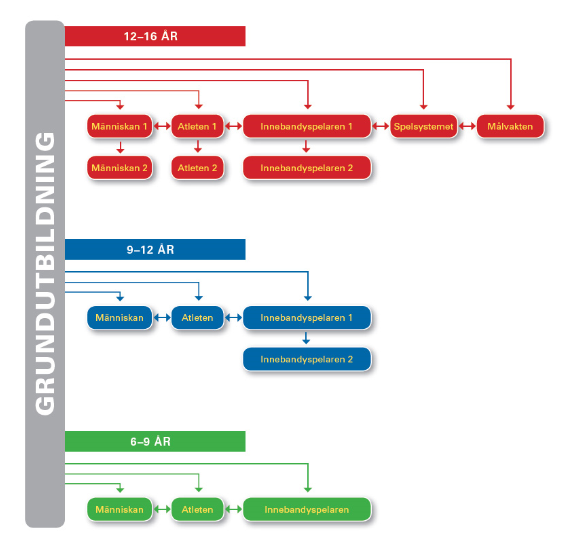 GRUNDUTBILDNING
12–16 ÅR
Människan 1
Atleten 1
Innebandyspelaren 1
Spelsystemet
Målvakten
Människan 2
Atleten 2
Innebandyspelaren 2
9–12 ÅR
Människan
Atleten
Innebandyspelaren 1
Innebandyspelaren 2
6–9 ÅR
Människan
Atleten
Innebandyspelaren